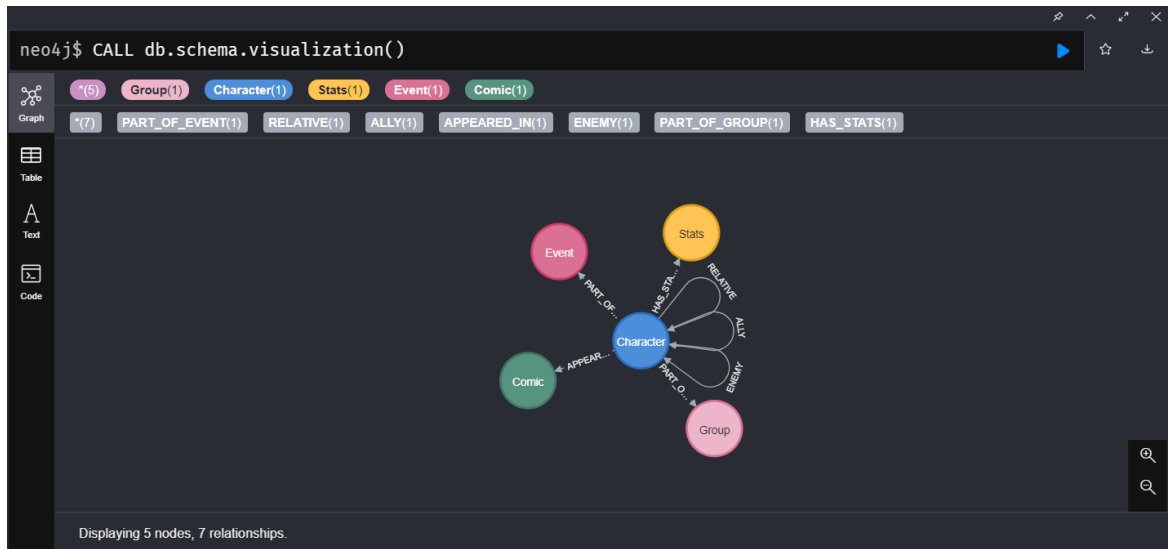 neo4j$ CALL db.schema.visualization()
Graph
Table
Text
Code
*(5) Group(1) Character(1) Stats(1) Event(1) Comic(1)
*(7) PART_OF_EVENT(1) RELATIVE(1) ALLY(1) APPEARED_IN(1) ENEMY(1) PART_OF_GROUP(1) HAS_STATS(1)
Stats
Event
HAS_STA...
RELATIVE
PART_OF...
ALLY
Character
APPEAR...
ENEMY
PART_O...
Comic
Group
Displaying 5 nodes, 7 relationships.